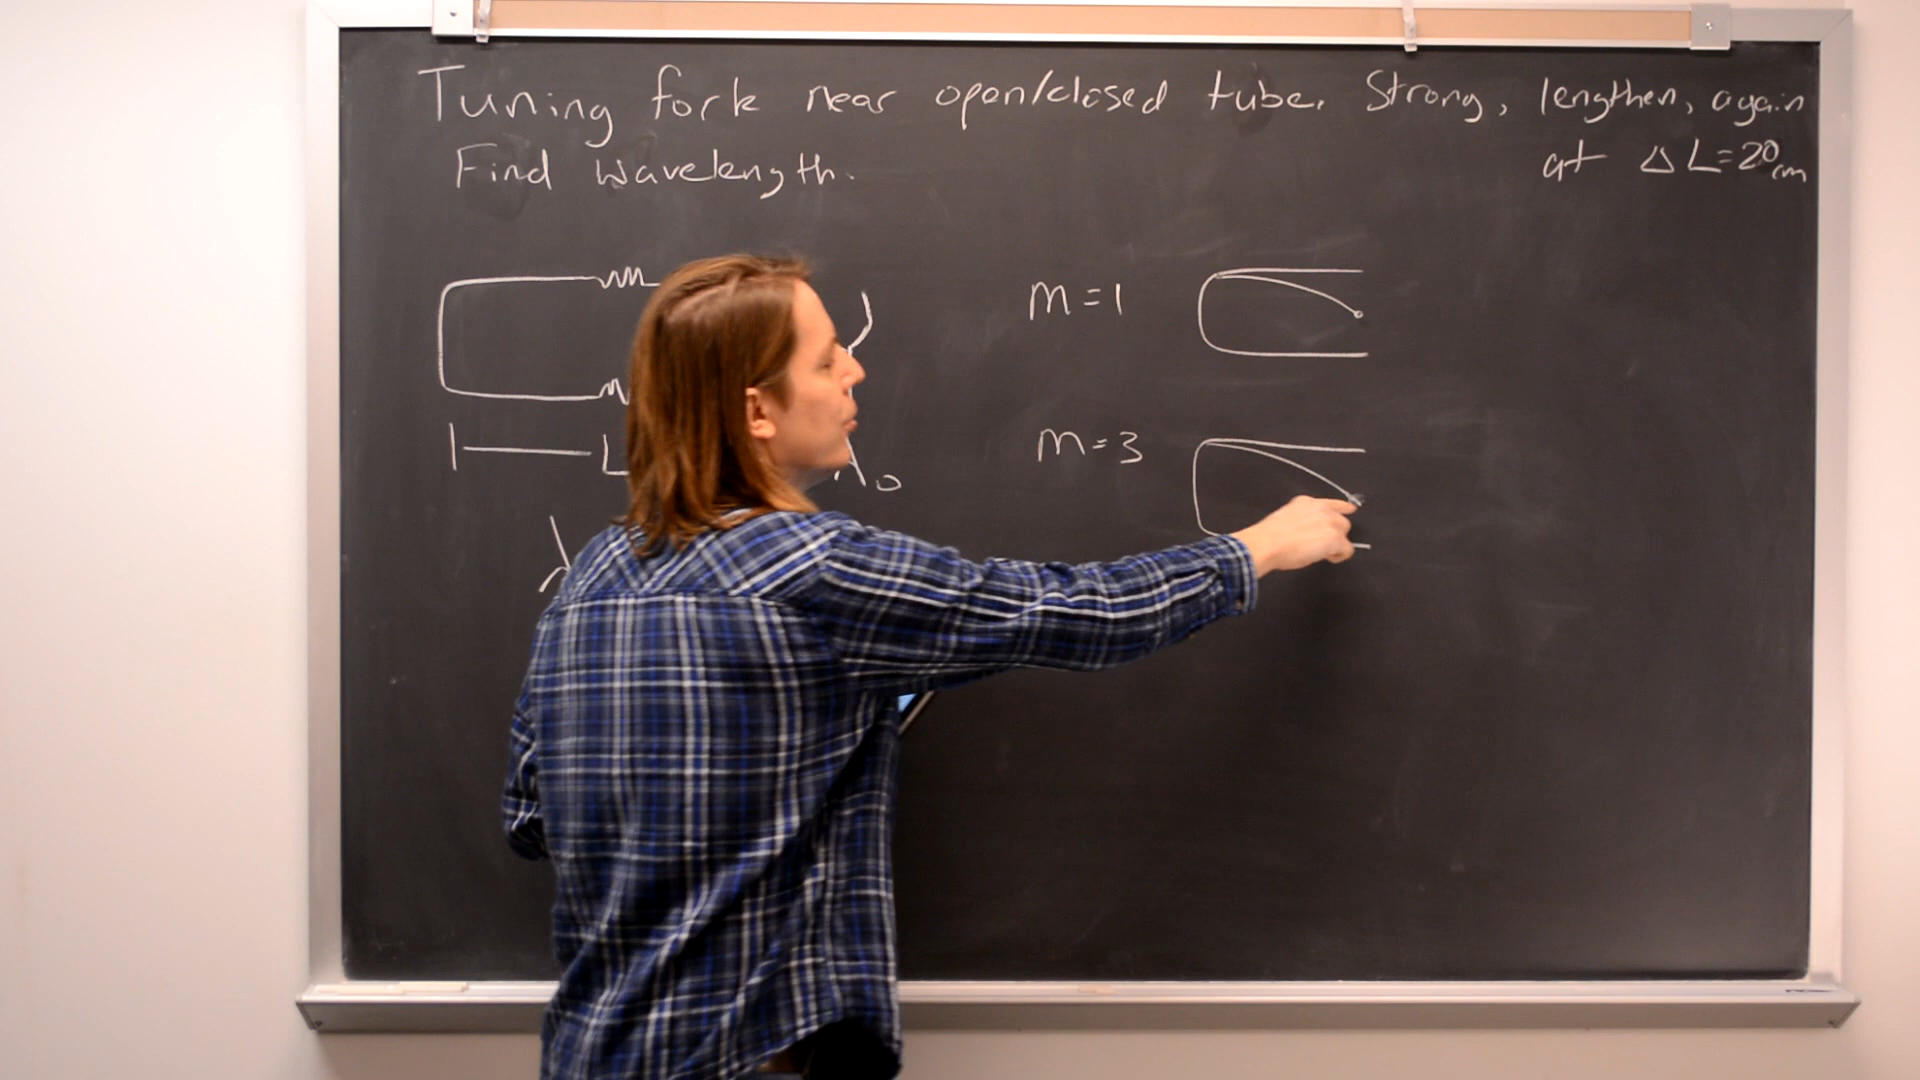 Tuning fork near open/closed tube. Strong, lengthen, again
at ΔL=20cm
Find wavelength.
m=1
m=3
L
λ